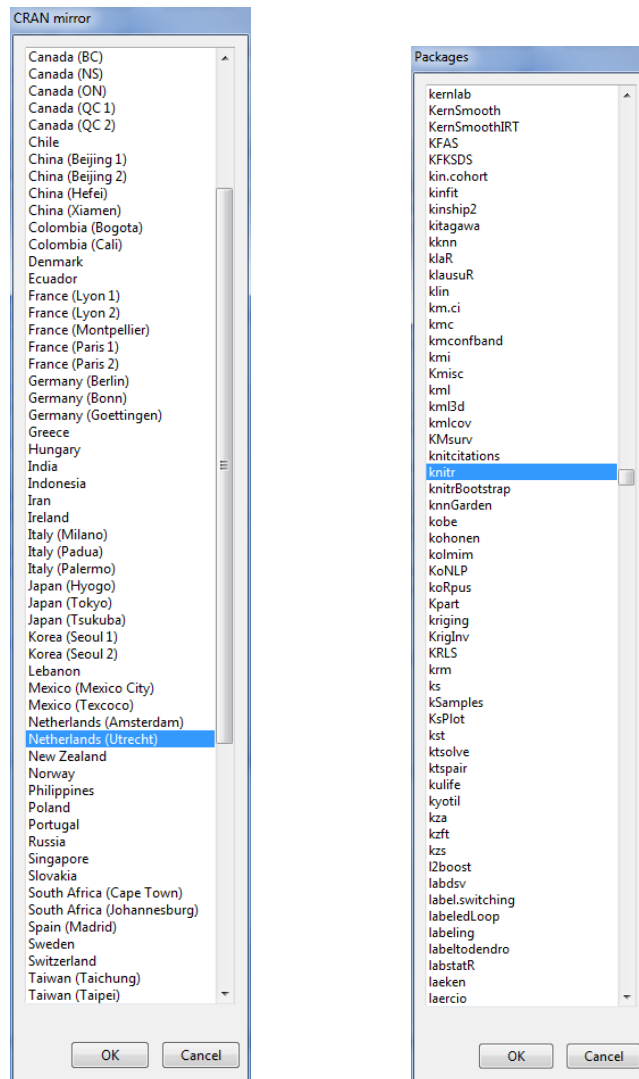 CRAN mirror
Canada (BC)
Canada (NS)
Canada (ON)
Canada (QC 1)
Canada (QC 2)
Chile
China (Beijing 1)
China (Beijing 2)
China (Hefei)
China (Xiamen)
Colombia (Bogota)
Colombia (Cali)
Denmark
Ecuador
France (Lyon 1)
France (Lyon 2)
France (Montpellier)
France (Paris 1)
France (Paris 2)
Germany (Berlin)
Germany (Bonn)
Germany (Goettingen)
Greece
Hungary
India
Indonesia
Iran
Ireland
Italy (Milano)
Italy (Padua)
Italy (Palermo)
Japan (Hyogo)
Japan (Tokyo)
Japan (Tsukuba)
Korea (Seoul 1)
Korea (Seoul 2)
Lebanon
Mexico (Mexico City)
Mexico (Texcoco)
Netherlands (Amsterdam)
Netherlands (Utrecht)
New Zealand
Norway
Philippines
Poland
Portugal
Russia
Singapore
Slovakia
South Africa (Cape Town)
South Africa (Johannesburg)
Spain (Madrid)
Sweden
Switzerland
Taiwan (Taichung)
Taiwan (Taipei)
OK Cancel
Packages
kernlab
KernSmooth
KernSmoothIRT
KFAS
KFKSDS
kin.cohort
kinfit
kinship2
kitagawa
kknn
klaR
klausuR
klin
km.ci
kmc
kmconfband
kmi
Kmisc
kml
kml3d
kmlcov
KMsurv
knitcitations
knitr
knitrBootstrap
knnGarden
kobe
kohonen
kolmim
KoNLP
koRpus
Kpart
kriging
KrigInv
KRLS
krm
ks
kSamples
KsPlot
kst
ktsolve
ktspair
kulife
kyotil
kza
kzft
kzs
l2boost
labdsv
label.switching
labeledLoop
labeling
labeltodendro
labstatR
laeken
laercio
OK Cancel